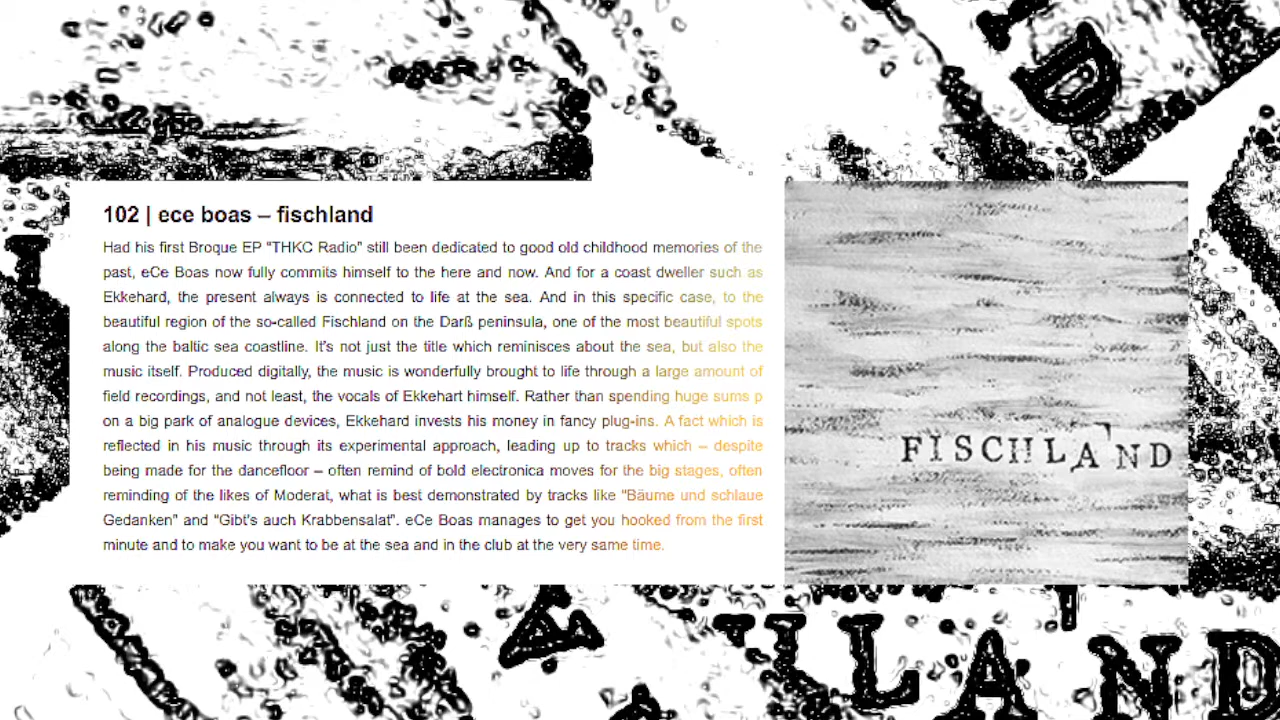 102 | ece boas – fischland
Had his first Broque EP "THKC Radio" still been dedicated to good old childhood memories of the
past, eCe Boas now fully commits himself to the here and now. And for a coast dweller such as
Ekkehard, the present always is connected to life at the sea. And in this specific case, to the
beautiful region of the so-called Fischland on the Darß peninsula, one of the most beautiful spots
along the baltic sea coastline. It's not just the title which reminisces about the sea, but also the
music itself. Produced digitally, the music is wonderfully brought to life through a large amount of
field recordings, and not least, the vocals of Ekkehart himself. Rather than spending huge sums p
on a big park of analogue devices, Ekkehard invests his money in fancy plug-ins. A fact which is
reflected in his music through its experimental approach, leading up to tracks which – despite
being made for the dancefloor – often remind of bold electronica moves for the big stages, often
reminding of the likes of Moderat, what is best demonstrated by tracks like "Bäume und schlaue
Gedanken" and "Gibt's auch Krabbensalat". eCe Boas manages to get you hooked from the first
minute and to make you want to be at the sea and in the club at the very same time.
FISCHLAND
D
LAND